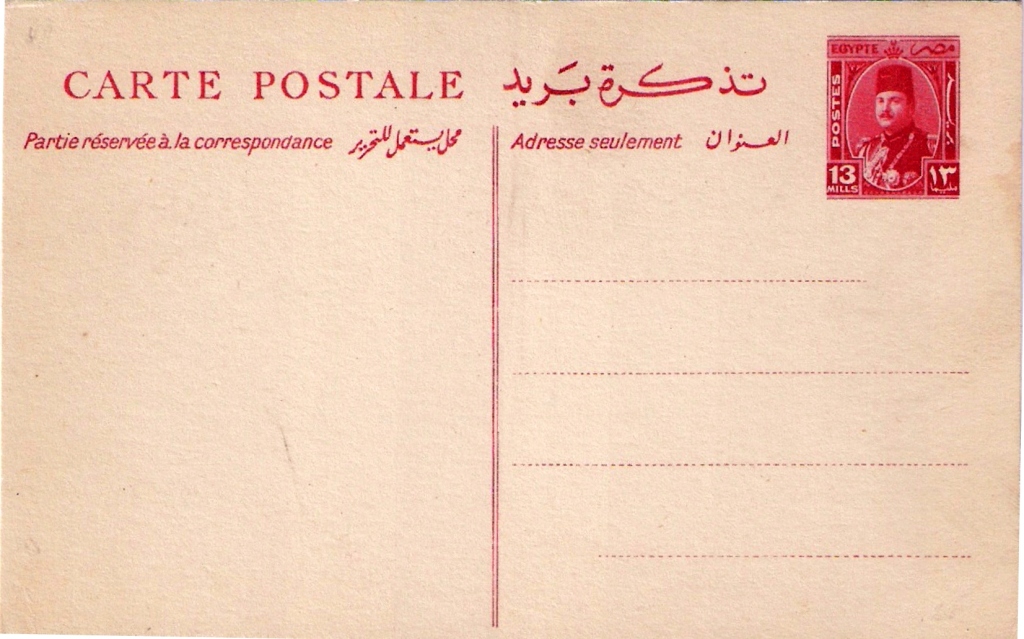 CARTE POSTALE تذكرة بَريد
Partie réservée à la correspondance محل يستعمل للتحرير
Adresse seulement العنوان
EGYPTE مصر
POSTES
13 ١٣
MILLS